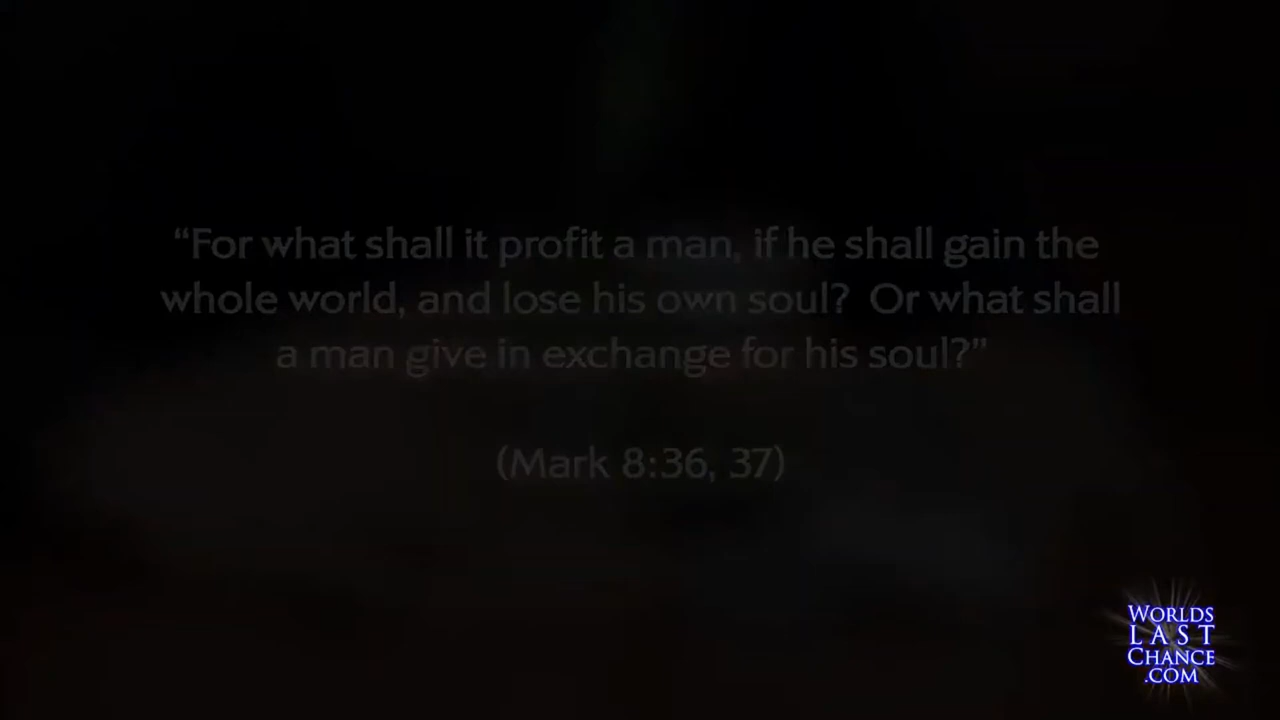 “For what shall it profit a man, if he shall gain the
whole world, and lose his own soul?  Or what shall
a man give in exchange for his soul?”
(Mark 8:36, 37)
WORLDS
LAST
CHANCE
.COM